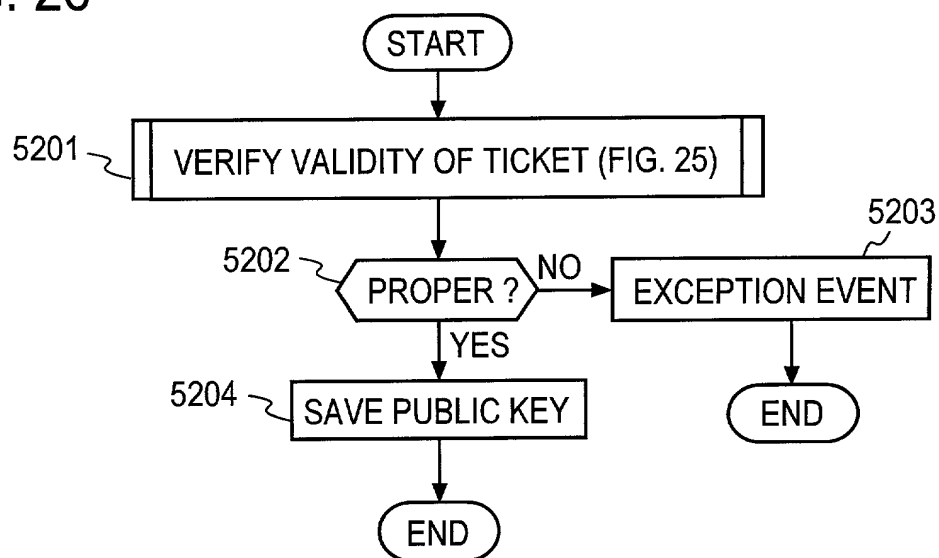 START
5201
VERIFY VALIDITY OF TICKET (FIG. 25)
5203
5202
PROPER ?
NO
EXCEPTION EVENT
YES
5204
SAVE PUBLIC KEY
END
END